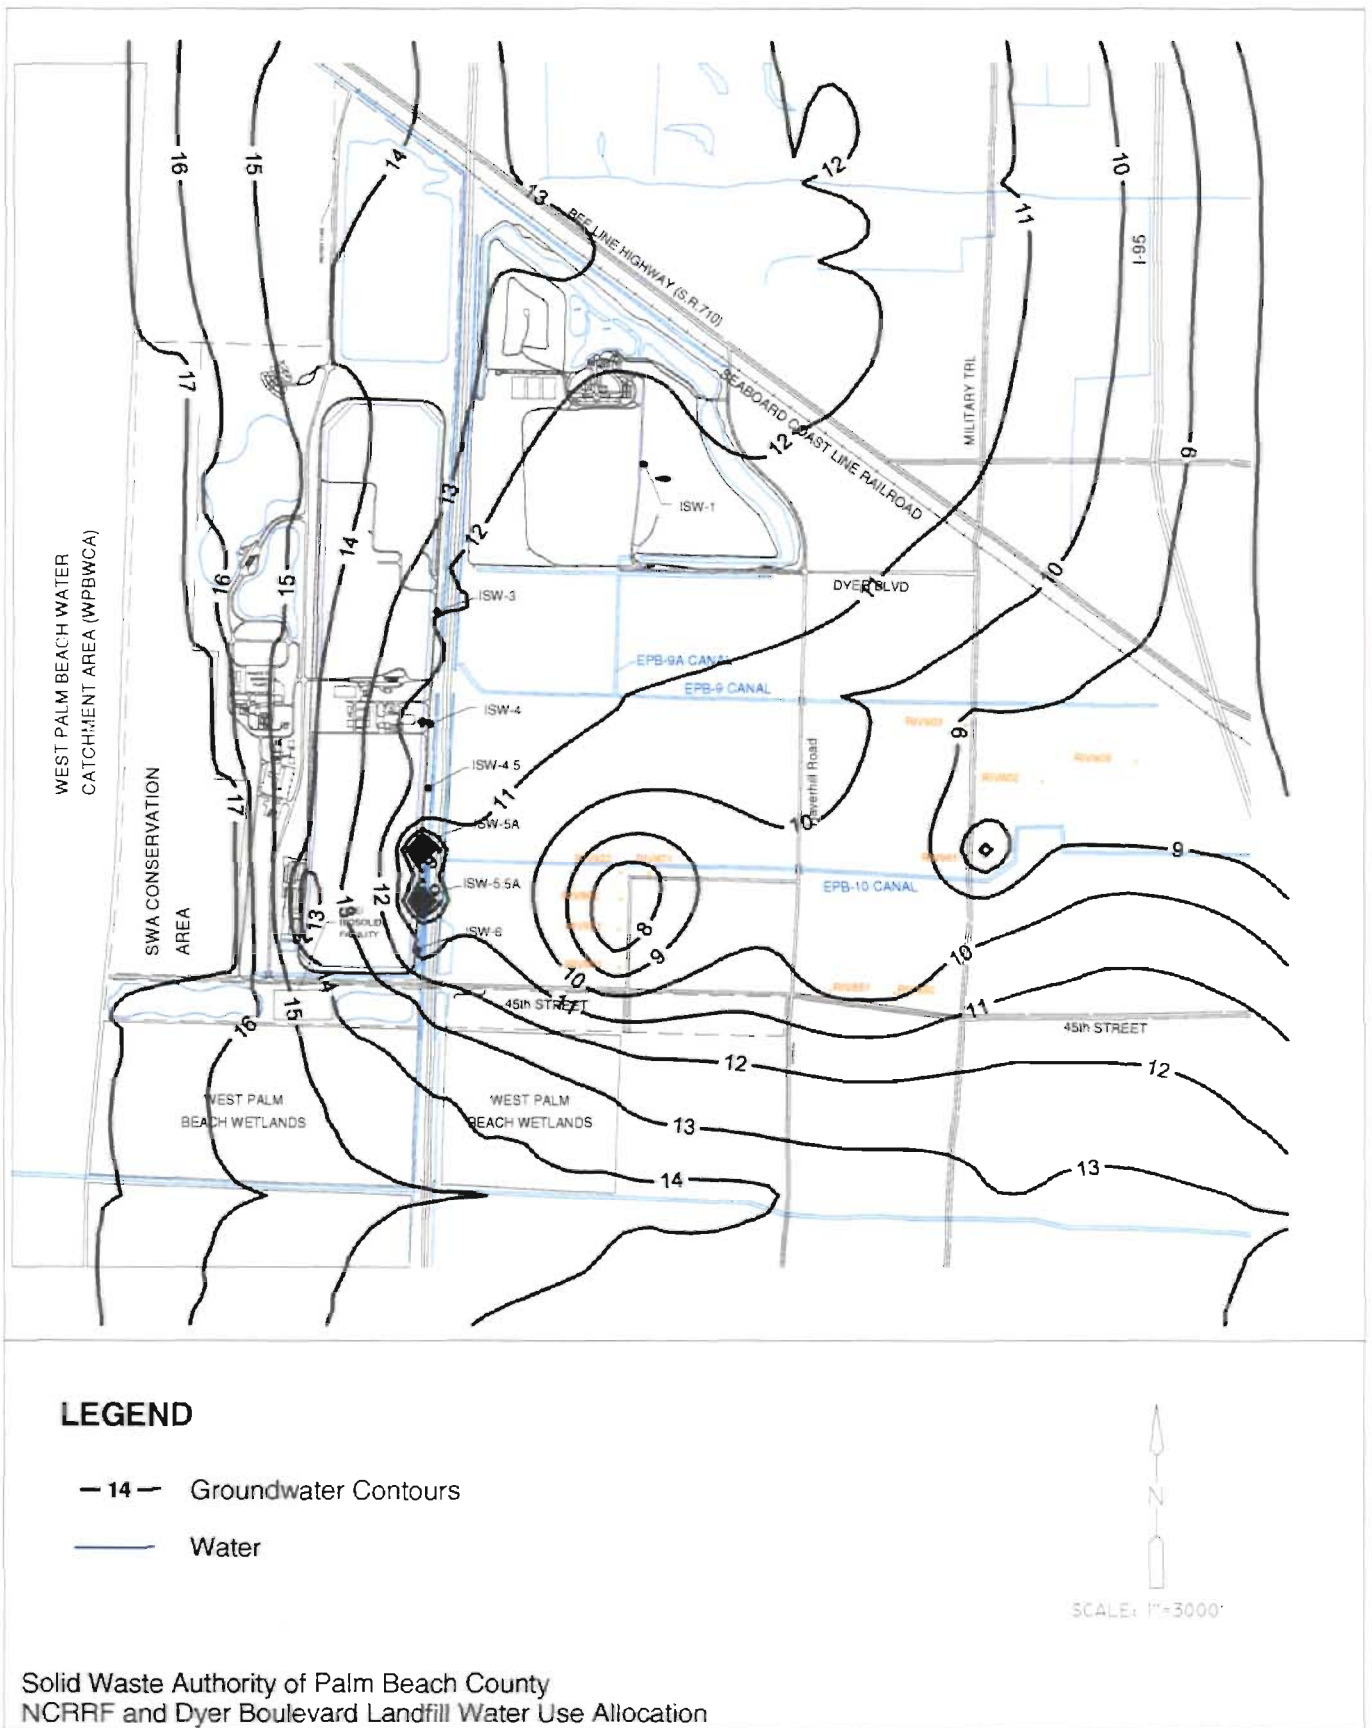 16
15
14
13
12
10
11
I-95
BEE LINE HIGHWAY (S.R.710)
17
SEABOARD COAST LINE RAILROAD
MILITARY TRL
12
9
13
12
ISW-1
14
16
15
10
DYER BLVD
ISW-3
WEST PALM BEACH WATER
CATCHMENT AREA (WPBWCA)
EPB-9A CANAL
EPB-9 CANAL
ISW-4
9
ISW-4.5
Haverhill Road
17
11
ISW-5A
10
9
SWA CONSERVATION
AREA
ISW-5.5A
EPB-10 CANAL
12
13
13
ISW-6
8
9
10
10
14
15
16
45th STREET
11
11
45th STREET
12
12
WEST PALM
BEACH WETLANDS
WEST PALM
BEACH WETLANDS
13
13
14
LEGEND
14 Groundwater Contours
Water
N
SCALE: 1"=3000'
Solid Waste Authority of Palm Beach County
NCRRF and Dyer Boulevard Landfill Water Use Allocation